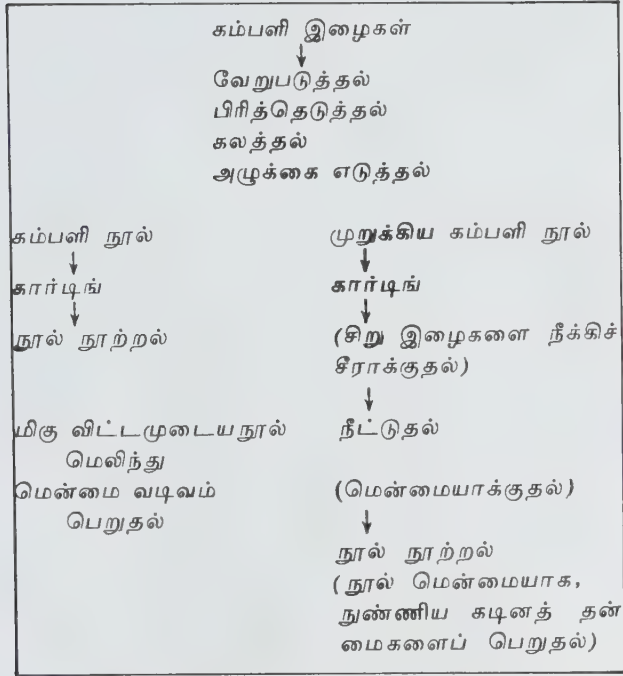 கம்பளி இழைகள்
வேறுபடுத்தல்
பிரித்தெடுத்தல்
கலத்தல்
அழுக்கை எடுத்தல்
கம்பளி நூல்
கார்டிங்
நூல் நூற்றல்
மிகு விட்டமுடைய நூல்
மெலிந்து
மென்மை வடிவம்
பெறுதல்
முறுக்கிய கம்பளி நூல்
கார்டிங்
(சிறு இழைகளை நீக்கிச்
சீராக்குதல்)
நீட்டுதல்
(மென்மையாக்குதல்)
நூல் நூற்றல்
(நூல் மென்மையாக,
நுண்ணிய கடினத் தன்
மைகளைப் பெறுதல்)